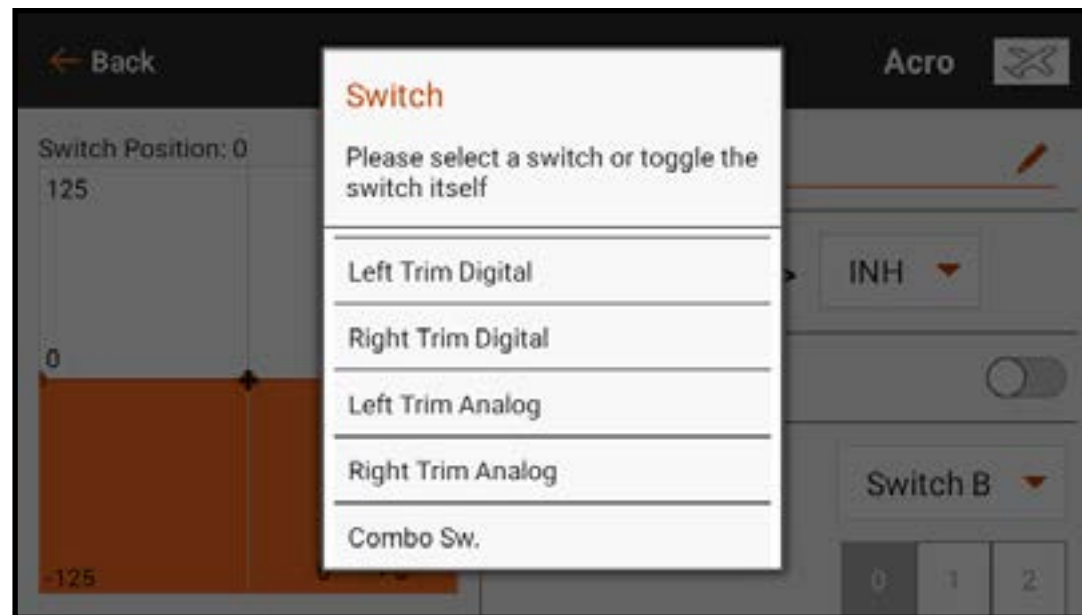 Back
Acro
Switch Position: 0
125
0
-125
Switch
Please select a switch or toggle the
switch itself
Left Trim Digital
Right Trim Digital
Left Trim Analog
Right Trim Analog
Combo Sw.
INH
Switch B
0 1 2